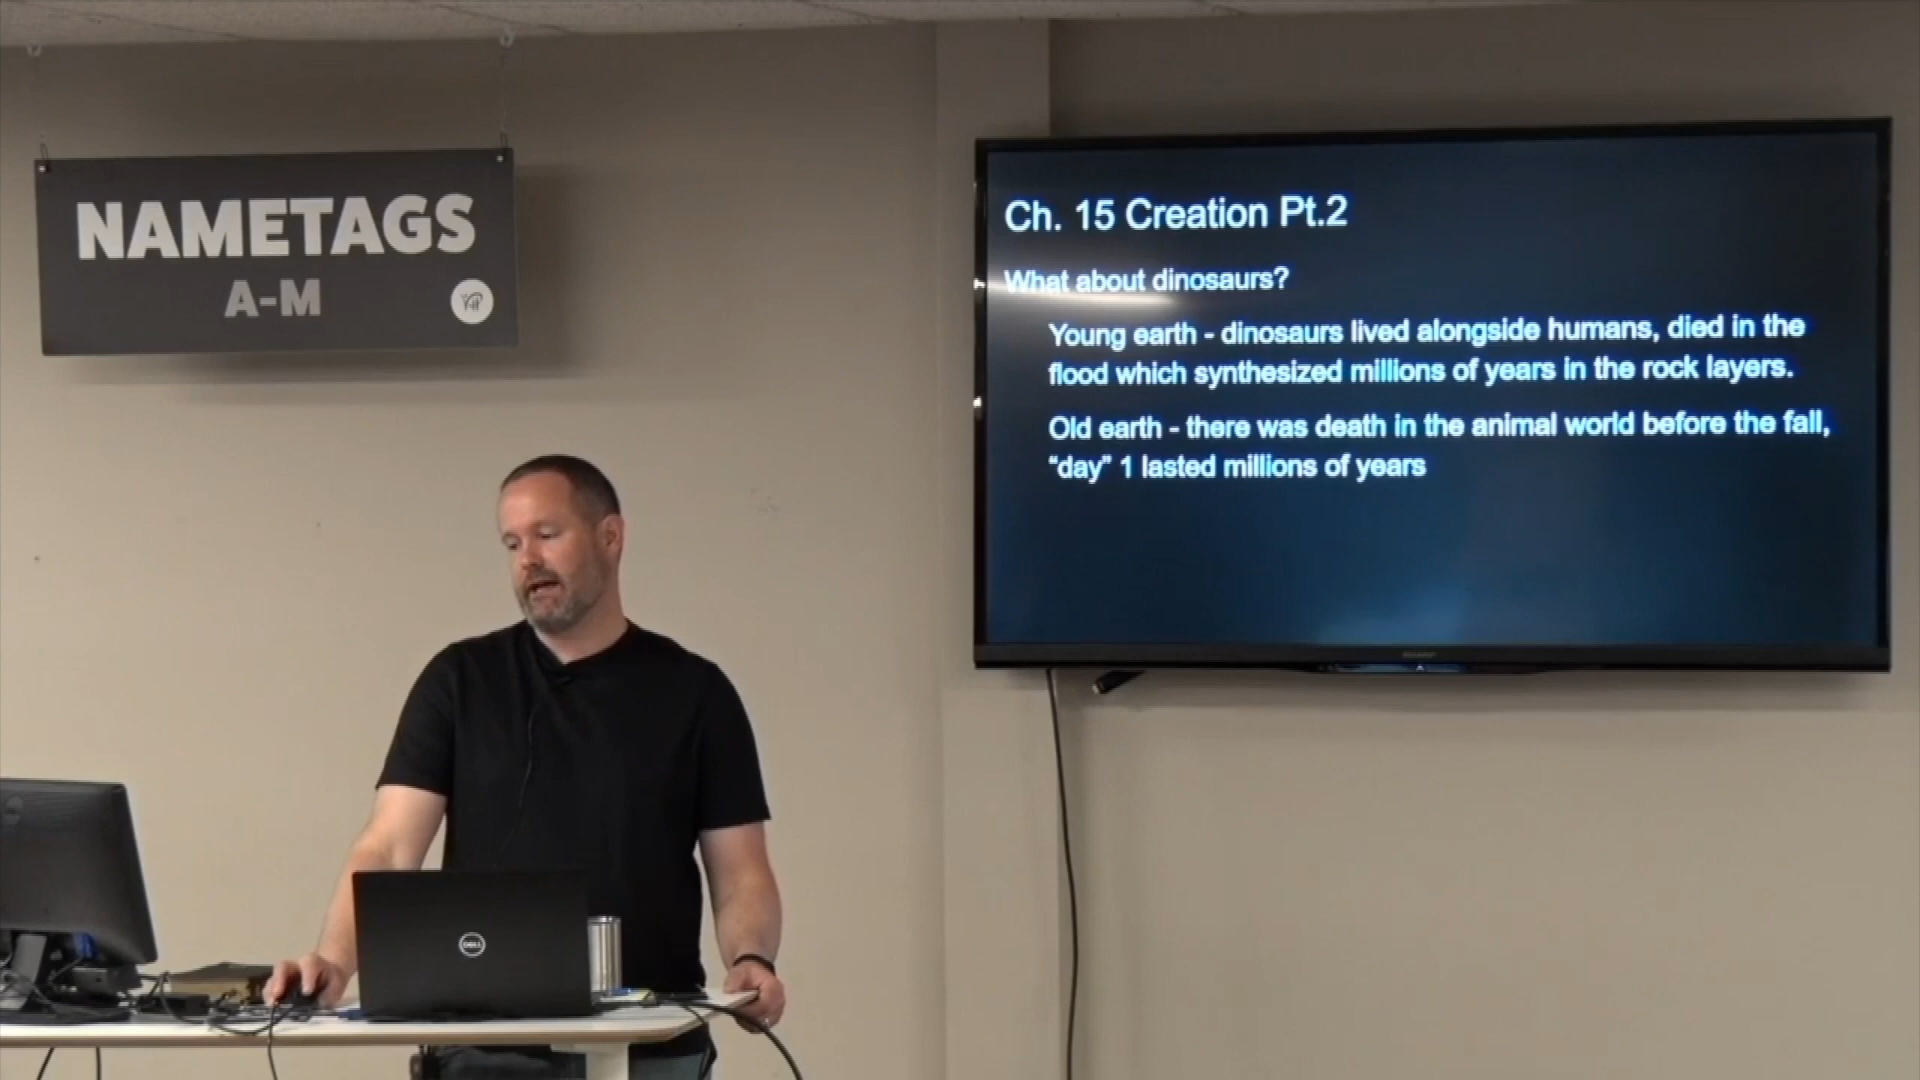 NAMETAGS
A-M
Ch. 15 Creation Pt.2
What about dinosaurs?
Young earth - dinosaurs lived alongside humans, died in the
flood which synthesized millions of years in the rock layers.
Old earth - there was death in the animal world before the fall,
“day” 1 lasted millions of years
DELL